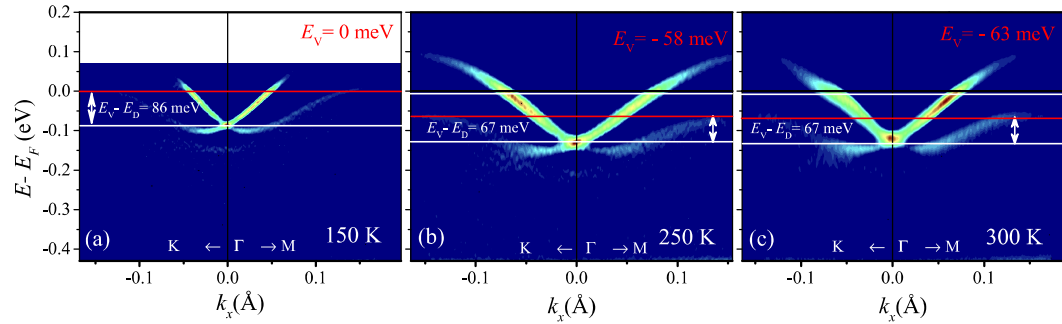 E_V= 0 meV
E_V= - 58 meV
E_V= - 63 meV
E- E_F (eV)
0.2
0.1
0.0
-0.1
-0.2
-0.3
-0.4
E_V– E_D= 86 meV
E_V– E_D= 67 meV
E_V– E_D= 67 meV
(a)
K ← Γ → M
150 K
(b)
K ← Γ → M
250 K
(c)
K ← Γ → M
300 K
-0.1 0.0 0.1
-0.1 0.0 0.1
-0.1 0.0 0.1
k_x(Å)
k_x(Å)
k_x(Å)